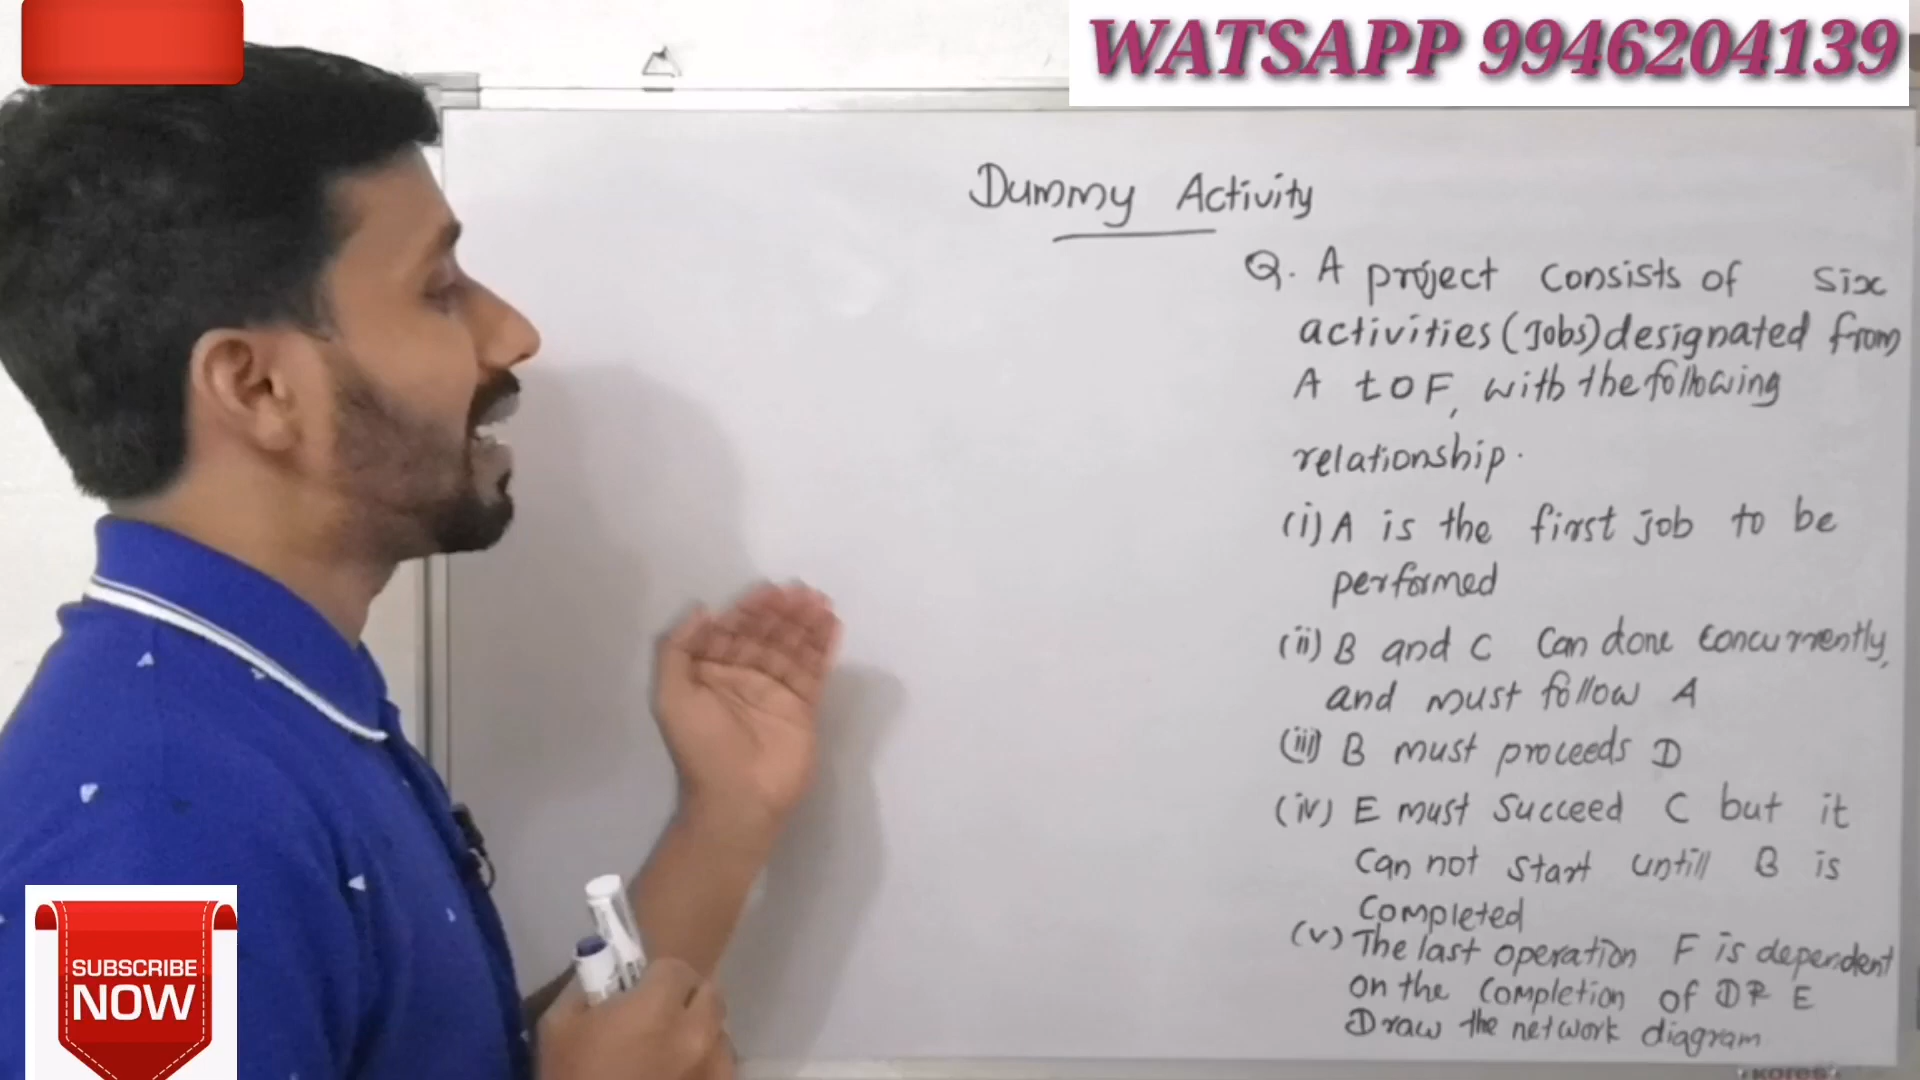 WATSAPP 9946204139
Dummy Activity
Q. A project consists of six
activities (Jobs) designated from
A to F, with the following
relationship.
(i) A is the first job to be
performed
(ii) B and C Can done concurrently,
and must follow A
(iii) B must proceeds D
(iv) E must Succeed C but it
Can not start untill B is
Completed
(v) The last operation F is dependent
on the completion of D & E
Draw the network diagram
SUBSCRIBE
NOW
kores